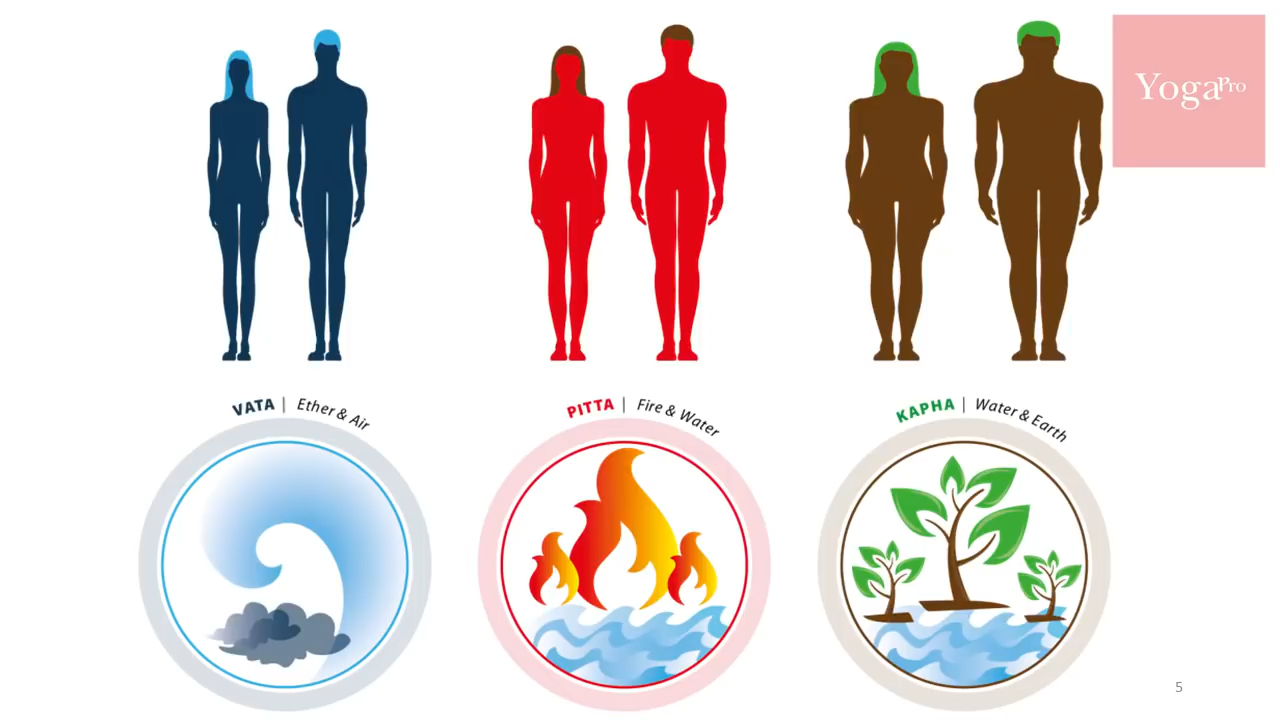 YogaPro
VATA | Ether & Air
PITTA | Fire & Water
KAPHA | Water & Earth
5